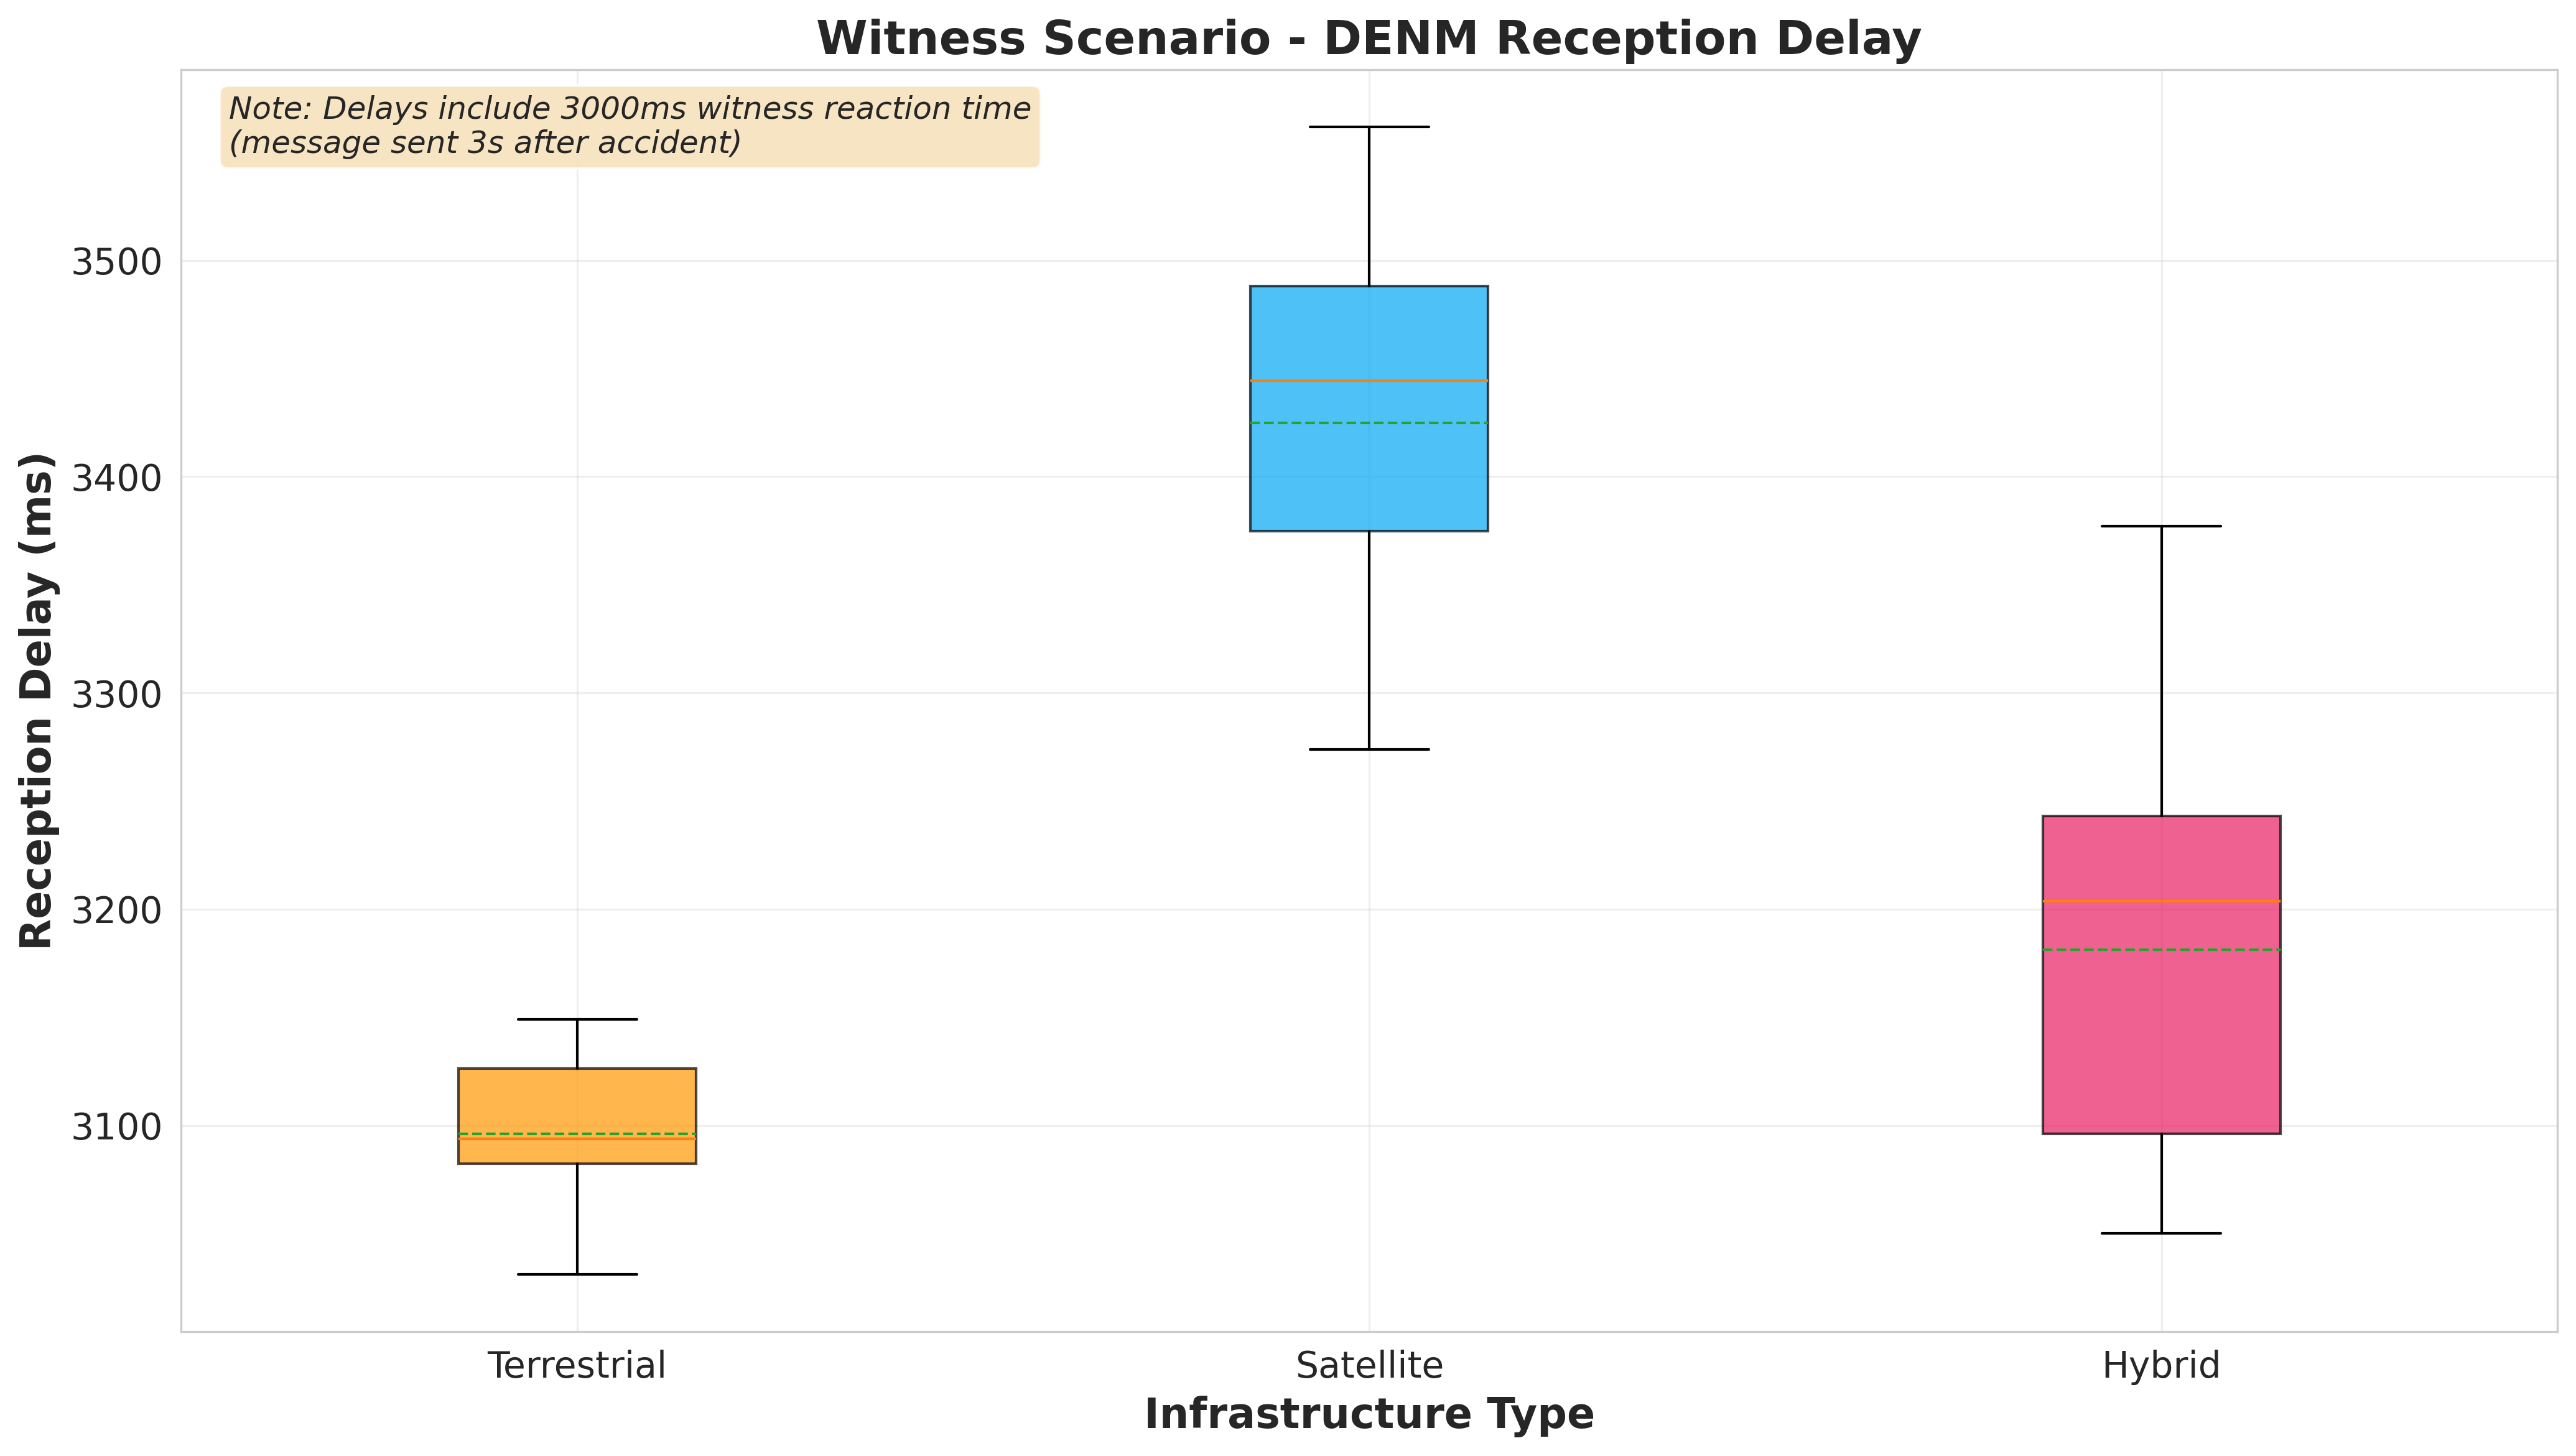 Witness Scenario - DENM Reception Delay
Note: Delays include 3000ms witness reaction time
(message sent 3s after accident)
Reception Delay (ms)
3500
3400
3300
3200
3100
Terrestrial
Satellite
Hybrid
Infrastructure Type